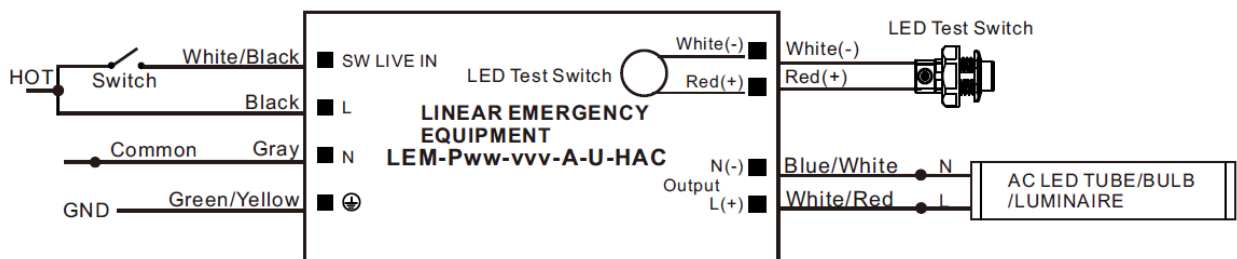 HOT
Switch
White/Black
Black
Common
Gray
GND
Green/Yellow
SW LIVE IN
L
N
LED Test Switch
White(-)
Red(+)
LINEAR EMERGENCY
EQUIPMENT
LEM-Pww-vvv-A-U-HAC
N(-)
Output
L(+)
White(-)
Red(+)
LED Test Switch
Blue/White
N
White/Red
L
AC LED TUBE/BULB
/LUMINAIRE